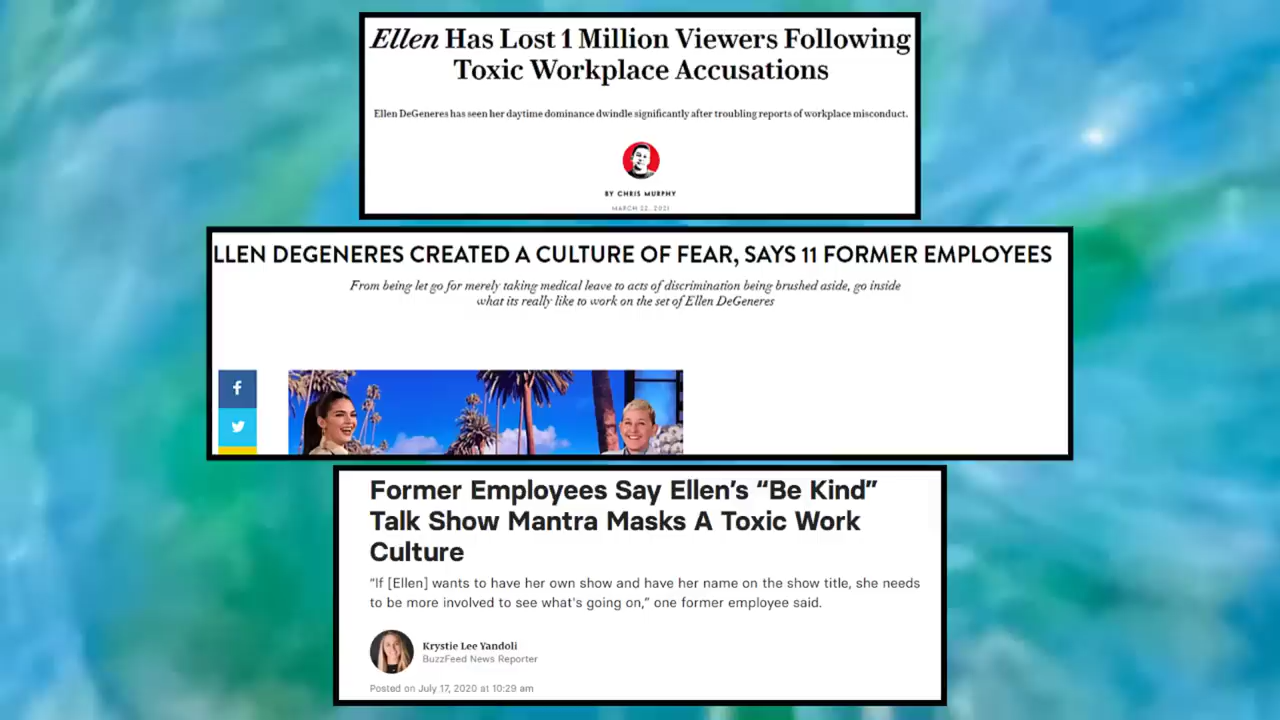 Ellen Has Lost 1 Million Viewers Following
Toxic Workplace Accusations
Ellen DeGeneres has seen her daytime dominance dwindle significantly after troubling reports of workplace misconduct.
BY CHRIS MURPHY
MARCH 22, 2021
LLEN DEGENERES CREATED A CULTURE OF FEAR, SAYS 11 FORMER EMPLOYEES
From being let go for merely taking medical leave to acts of discrimination being brushed aside, go inside
what its really like to work on the set of Ellen DeGeneres
Former Employees Say Ellen’s “Be Kind”
Talk Show Mantra Masks A Toxic Work
Culture
“If [Ellen] wants to have her own show and have her name on the show title, she needs
to be more involved to see what's going on,” one former employee said.
Krystie Lee Yandoli
BuzzFeed News Reporter
Posted on July 17, 2020 at 10:29 am